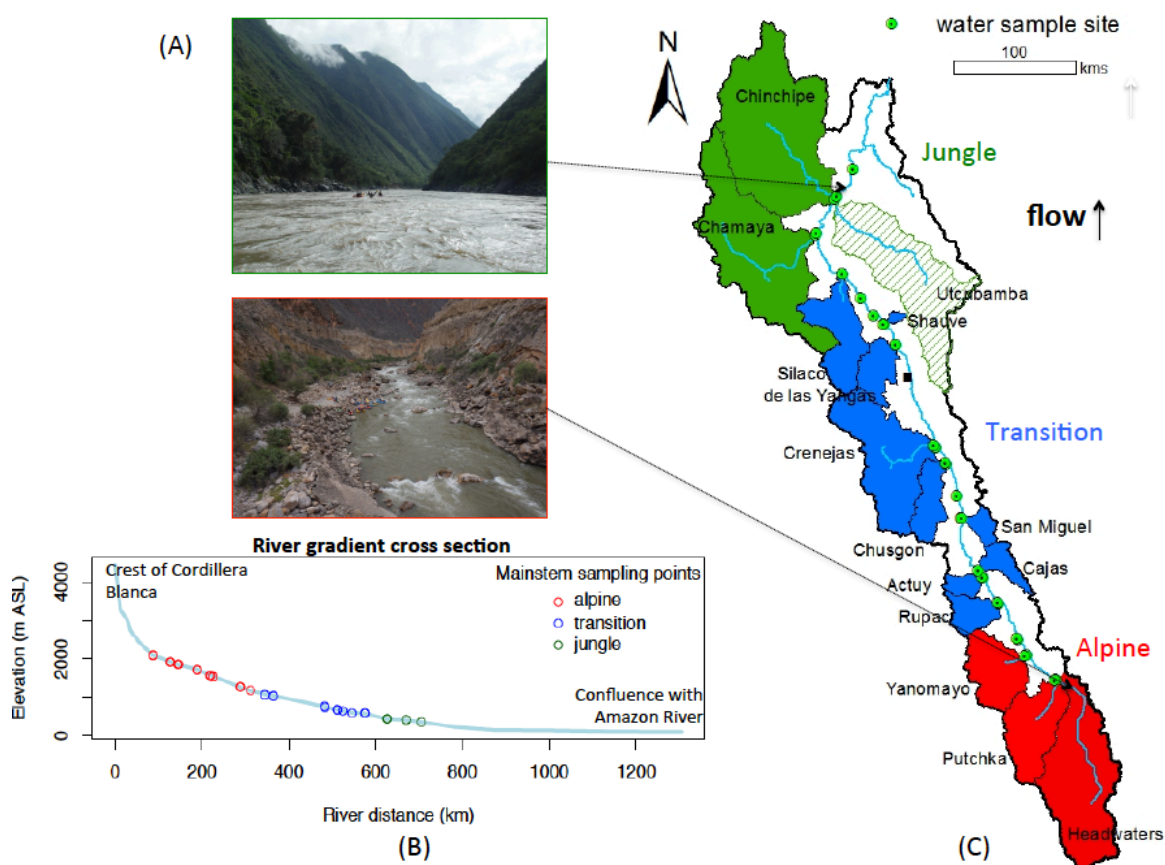 (A)
N
water sample site
100
kms
Chinchipe
Jungle
flow
Chamaya
Utcubamba
Shauve
Silaco
de las Yangas
Transition
Crenejas
San Miguel
Chusgon
Cajas
Actuy
Rupac
Alpine
Yanomayo
Putchka
Headwaters
(C)
River gradient cross section
Crest of Cordillera
Blanca
Mainstem sampling points
alpine
transition
jungle
Confluence with
Amazon River
Elevation (m ASL)
4000
2000
0
0
200
400
600
800
1000
1200
River distance (km)
(B)